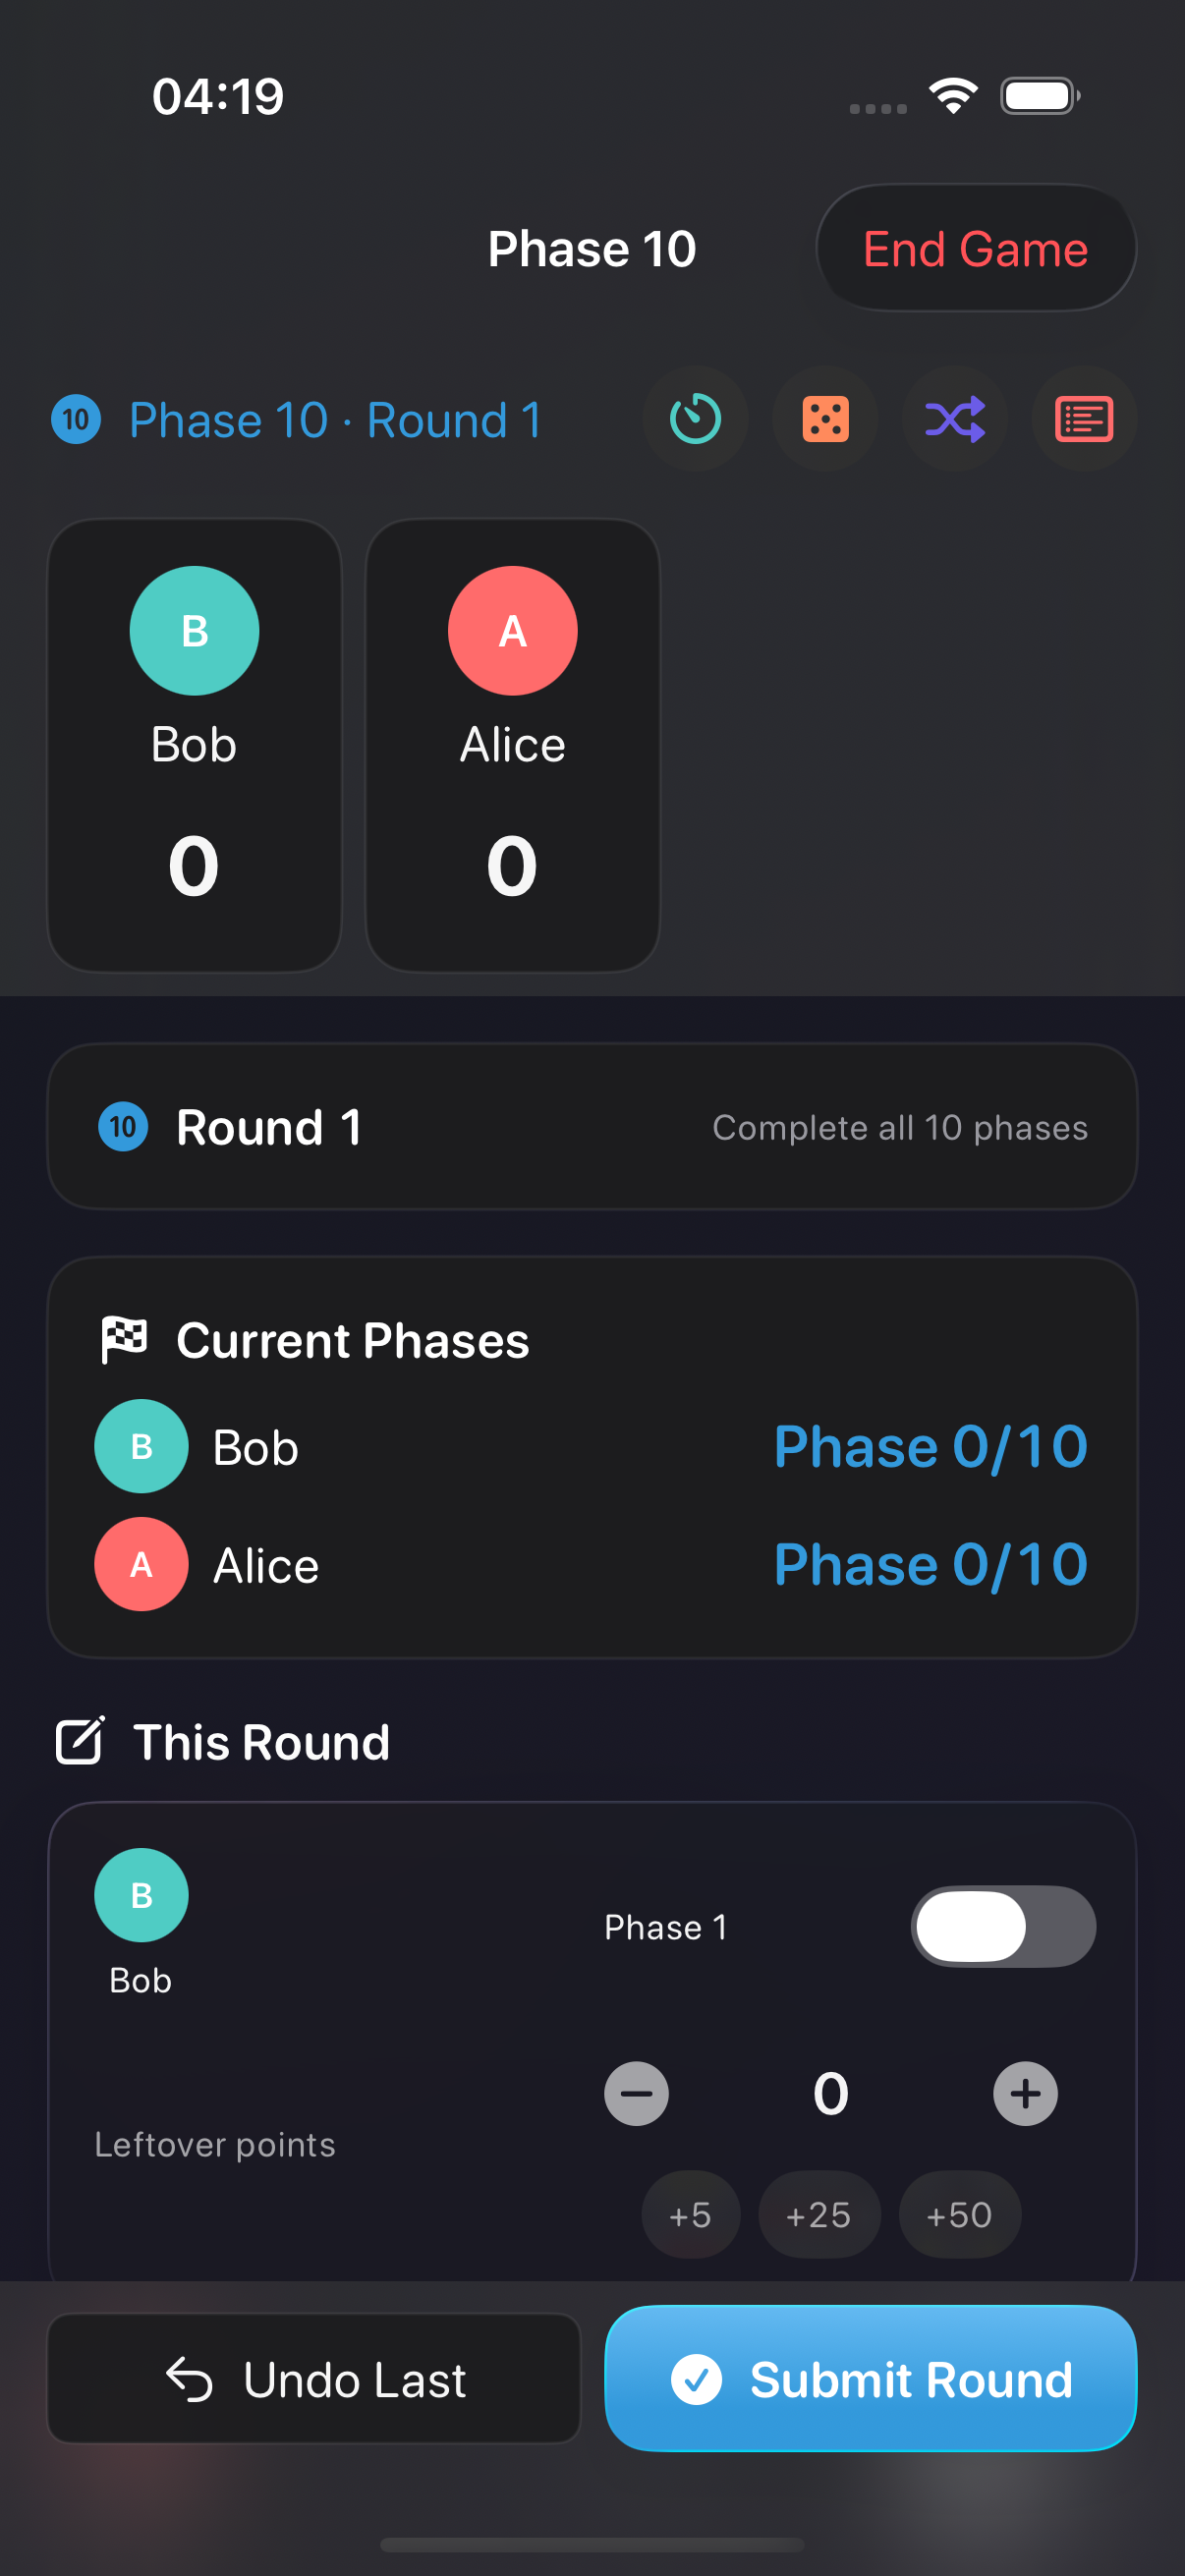 04:19
Phase 10
End Game
10 Phase 10 · Round 1
B
Bob
0
A
Alice
0
10 Round 1
Complete all 10 phases
Current Phases
B Bob Phase 0/10
A Alice Phase 0/10
This Round
B
Bob
Phase 1
0
Leftover points
+5 +25 +50
Undo Last
Submit Round